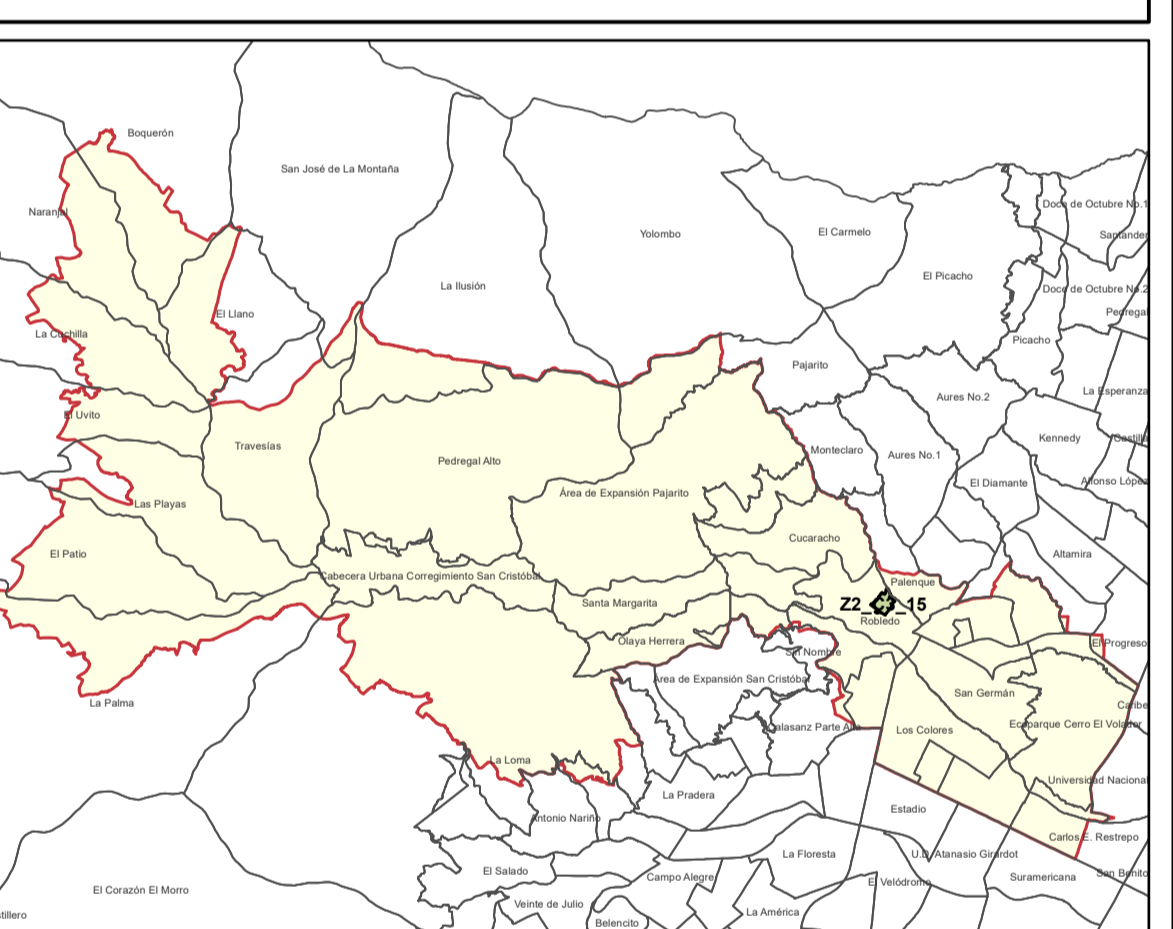 Boquerón
San José de La Montaña
Doce de Octubre No.1
Naranjal
Yolombo
El Carmelo
Santander
El Picacho
La Ilusión
Doce de Octubre No.2
El Llano
Pedregal
La Cuchilla
Picacho
Pajarito
La Esperanza
Aures No.2
El Uvito
Kennedy
Castilla
Travesías
Monteclaro
Aures No.1
Pedregal Alto
El Diamante
Alfonso López
Área de Expansión Pajarito
Las Playas
Cucaracho
El Patio
Altamira
Cabecera Urbana Corregimiento San Cristóbal
Palenque
Santa Margarita
Robledo
Olaya Herrera
El Progreso
Sin Nombre
Área de Expansión San Cristóbal
San Germán
La Palma
Caribe
Calasanz Parte Alta
Los Colores
Ecoparque Cerro El Volador
La Loma
Universidad Nacional
La Pradera
Estadio
Antonio Nariño
Carlos E. Restrepo
La Floresta
U.D. Atanasio Girardot
El Salado
Campo Alegre
Suramericana
San Benito
El Velódromo
El Corazón El Morro
Veinte de Julio
La América
tillero
Belencito